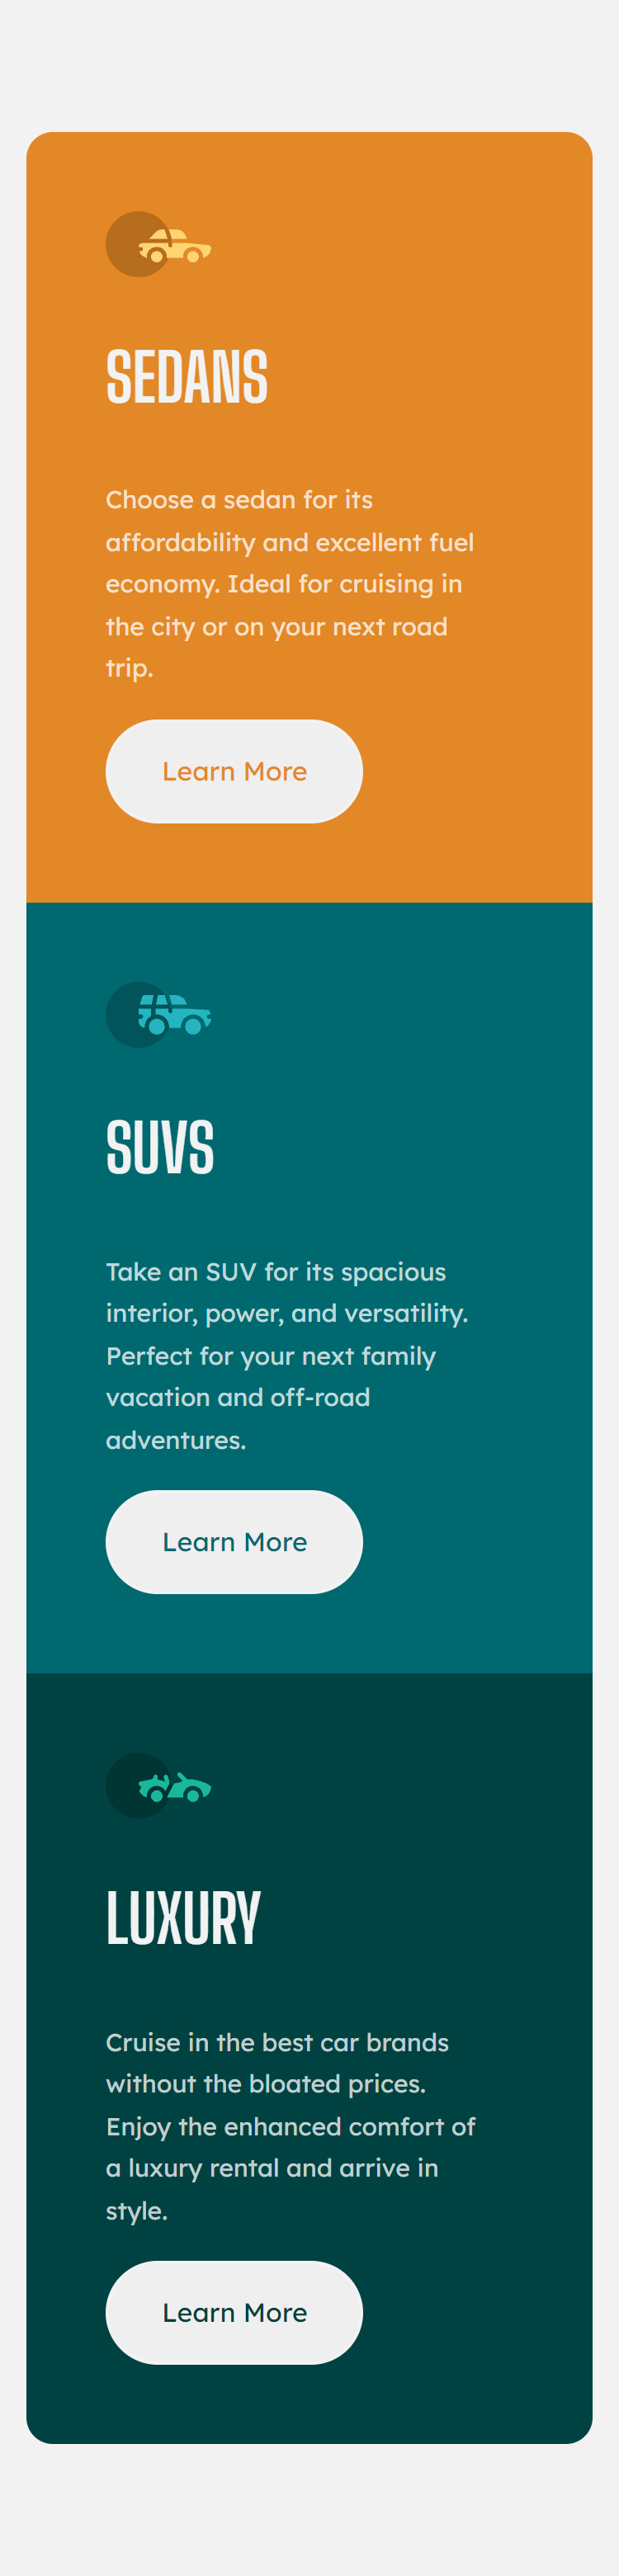 SEDANS
Choose a sedan for its
affordability and excellent fuel
economy. Ideal for cruising in
the city or on your next road
trip.
Learn More
SUVS
Take an SUV for its spacious
interior, power, and versatility.
Perfect for your next family
vacation and off-road
adventures.
Learn More
LUXURY
Cruise in the best car brands
without the bloated prices.
Enjoy the enhanced comfort of
a luxury rental and arrive in
style.
Learn More